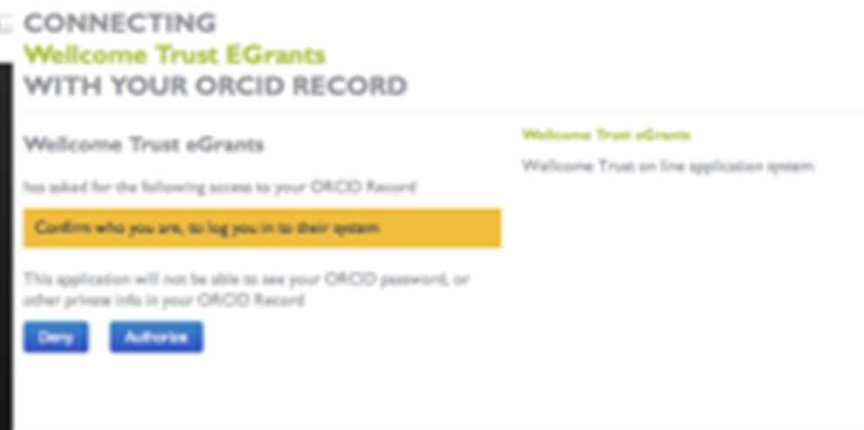 CONNECTING
Wellcome Trust EGrants
WITH YOUR ORCID RECORD
Wellcome Trust eGrants
has asked for the following access to your ORCID Record
Confirm who you are, to log you in to their system
This application will not be able to see your ORCID password, or
other private info in your ORCID Record
Deny
Authorize
Wellcome Trust eGrants
Wellcome Trust on line application system